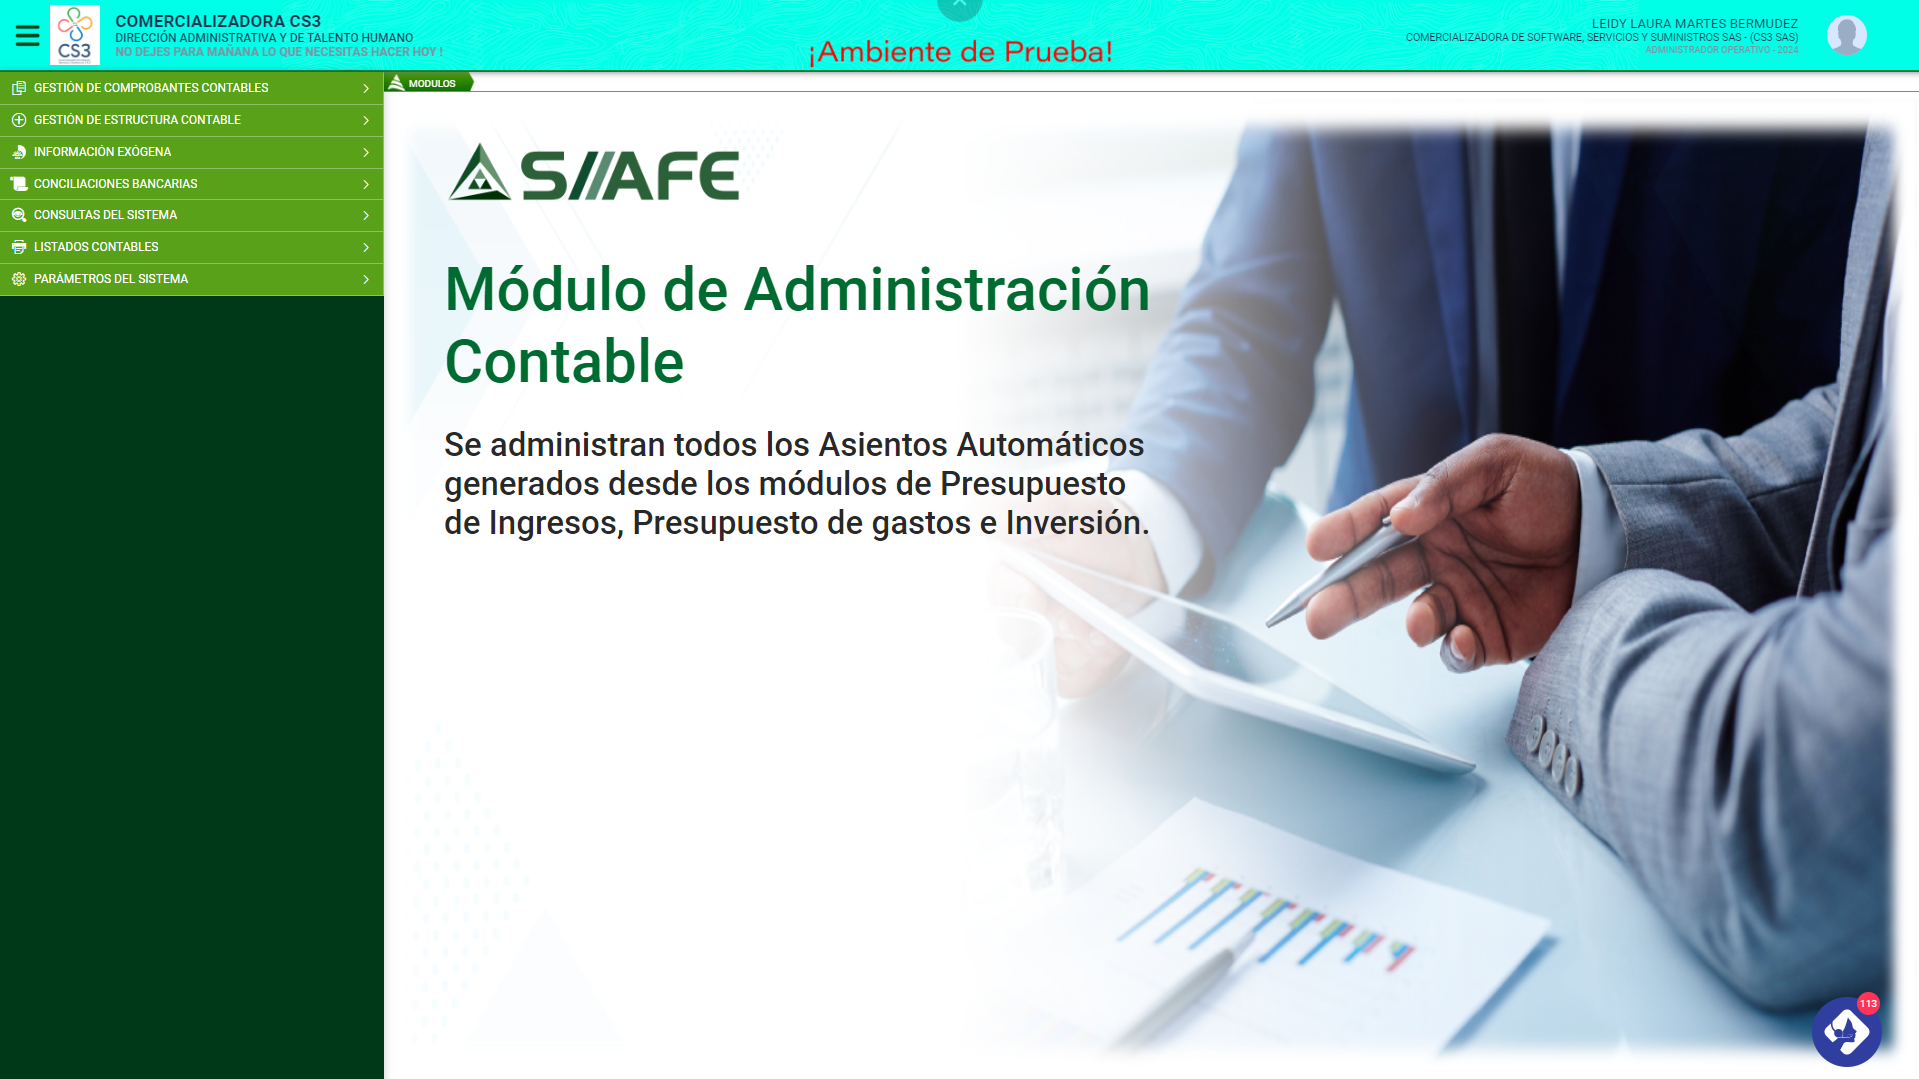 COMERCIALIZADORA CS3
DIRECCIÓN ADMINISTRATIVA Y DE TALENTO HUMANO
NO DEJES PARA MAÑANA LO QUE NECESITAS HACER HOY !
CS3
¡Ambiente de Prueba!
LEIDY LAURA MARTES BERMUDEZ
COMERCIALIZADORA DE SOFTWARE, SERVICIOS Y SUMINISTROS SAS - (CS3 SAS)
ADMINISTRADOR OPERATIVO - 2024
GESTIÓN DE COMPROBANTES CONTABLES
GESTIÓN DE ESTRUCTURA CONTABLE
INFORMACIÓN EXÓGENA
CONCILIACIONES BANCARIAS
CONSULTAS DEL SISTEMA
LISTADOS CONTABLES
PARÁMETROS DEL SISTEMA
MODULOS
SIIAFE
Módulo de Administración
Contable
Se administran todos los Asientos Automáticos
generados desde los módulos de Presupuesto
de Ingresos, Presupuesto de gastos e Inversión.
113